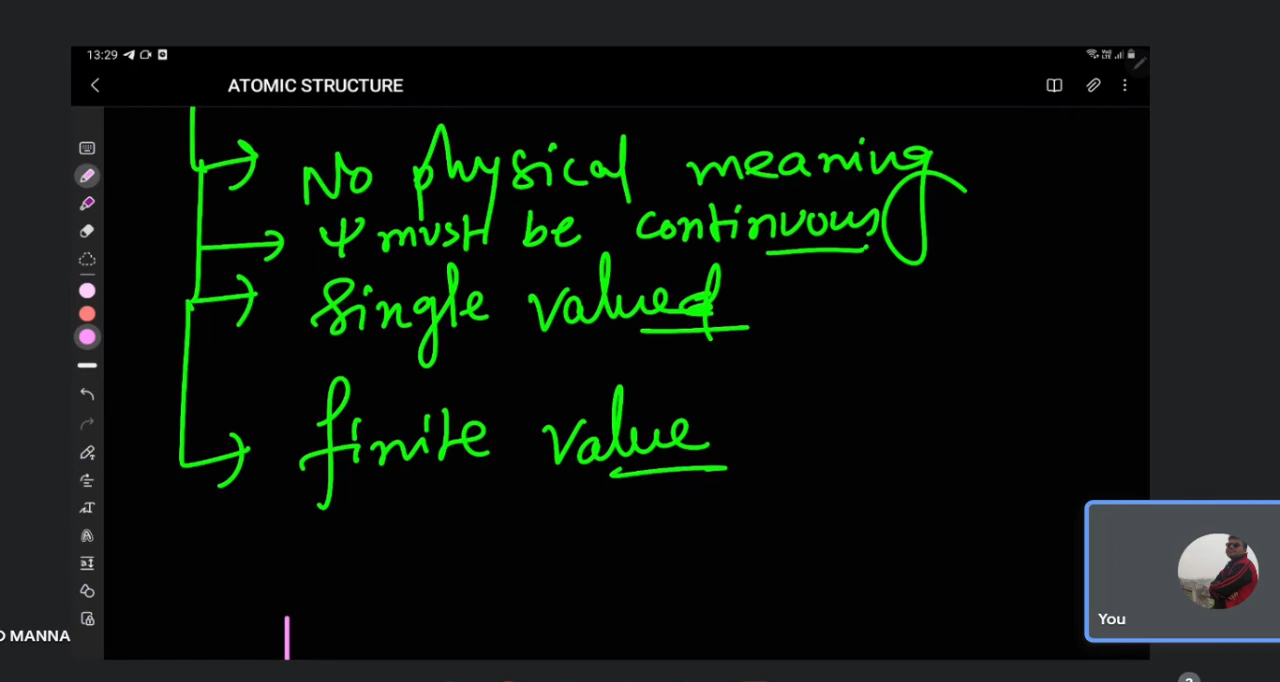 13:29
ATOMIC STRUCTURE
No physical meaning
ψ must be continuous
Single valued
finite value
You
MANNA